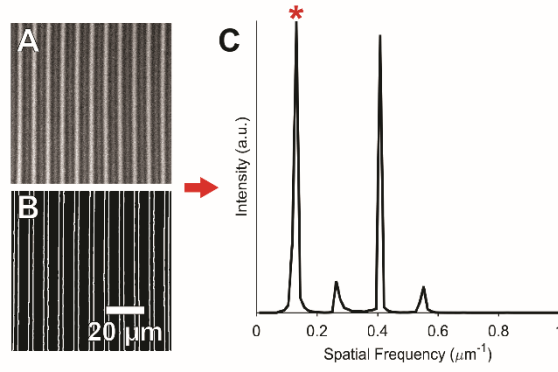 A
B
20 µm
C
*
Intensity (a.u.)
0
0.2
0.4
0.6
0.8
Spatial Frequency (µm⁻¹)